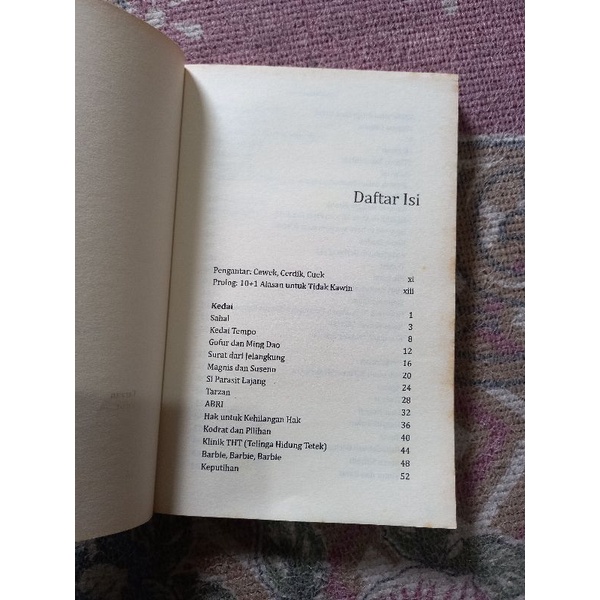 Daftar Isi
Pengantar: Cewek, Cerdik, Cuek xi
Prolog: 10+1 Alasan untuk Tidak Kawin xiii
Kedai 1
Sahal 3
Kedai Tempo 8
Gofur dan Ming Dao 12
Surat dari Jelangkung 16
Magnis dan Suseno 20
Si Parasit Lajang 24
Tarzan 28
ABRI 32
Hak untuk Kehilangan Hak 36
Kodrat dan Pilihan 40
Klinik THT (Telinga Hidung Tetek) 44
Barbie, Barbie, Barbie 48
Keputihan 52